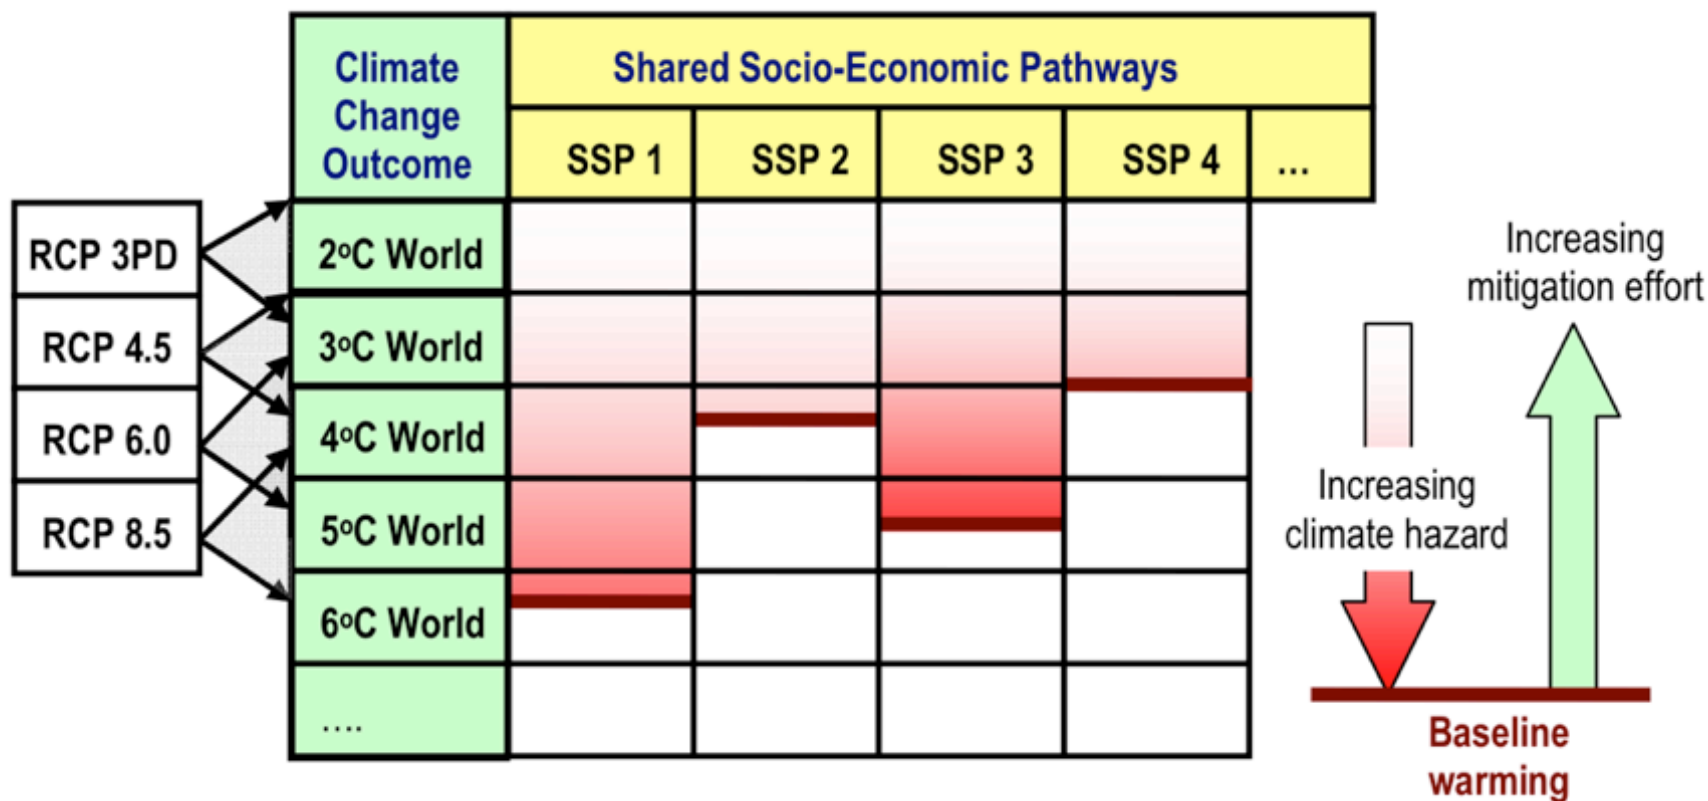 Climate
Change
Outcome
Shared Socio-Economic Pathways
SSP 1
SSP 2
SSP 3
SSP 4
...
RCP 3PD
RCP 4.5
RCP 6.0
RCP 8.5
2°C World
3°C World
4°C World
5°C World
6°C World
....
Increasing
climate hazard
Increasing
mitigation effort
Baseline
warming